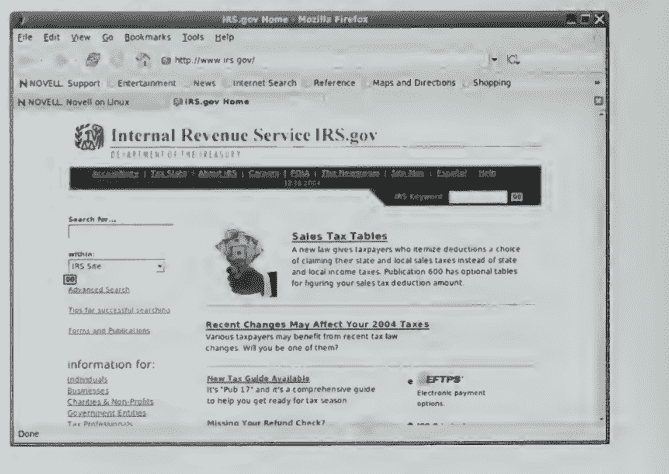 IRS.gov Home - Mozilla Firefox
File Edit View Go Bookmarks Tools Help
http://www.irs.gov/
NOVELL Support Entertainment News Internet Search Reference Maps and Directions Shopping
NOVELL Novell on Linux IRS.gov Home
Internal Revenue Service IRS.gov
DEPARTMENT OF THE TREASURY
Accessibility | Tax Stats | About IRS | Careers | FOIA | The Newsroom | Site Map | Español | Help
IRS Keyword GO
Search for...
within:
IRS Site
GO
Advanced Search
Tips for successful searching
Forms and Publications
information for:
Individuals
Businesses
Charities & Non-Profits
Government Entities
Tax Professionals
Sales Tax Tables
A new law gives taxpayers who itemize deductions a choice
of claiming their state and local sales taxes instead of state
and local income taxes. Publication 600 has optional tables
for figuring your sales tax deduction amount.
Recent Changes May Affect Your 2004 Taxes
Various taxpayers may benefit from recent tax law
changes. Will you be one of them?
New Tax Guide Available
It's "Pub 17" and it's a comprehensive guide
to help you get ready for tax season
Missing Your Refund Check?
EFTPS
Electronic payment
options.
Done